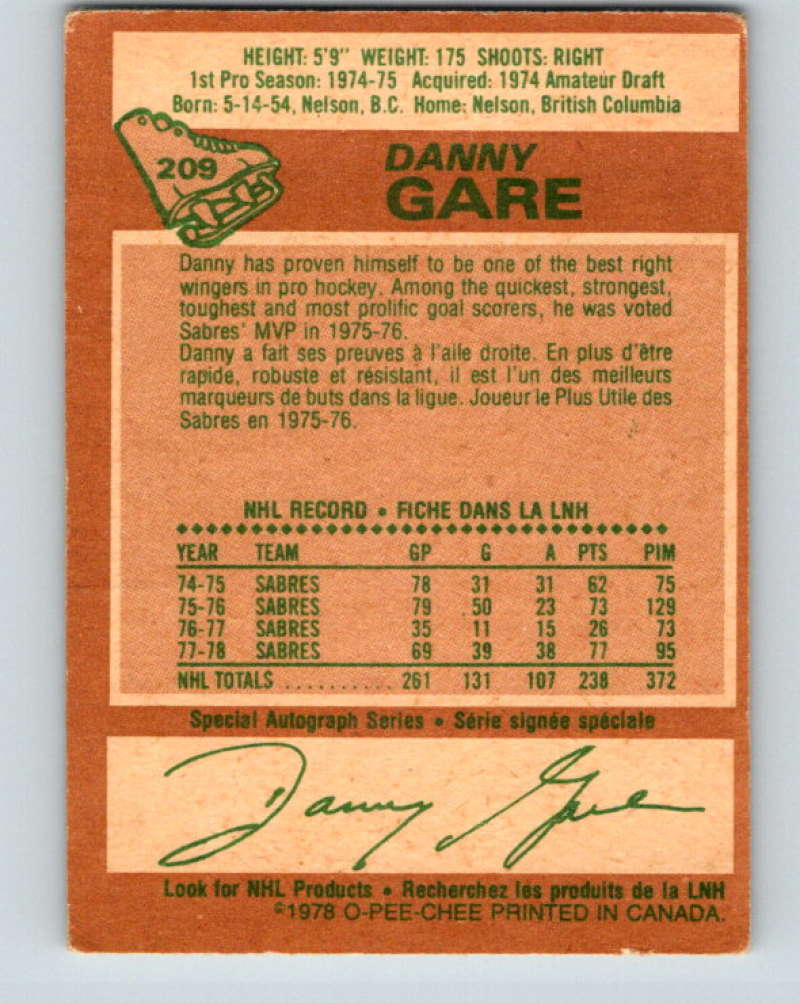 HEIGHT: 5'9" WEIGHT: 175 SHOOTS: RIGHT
1st Pro Season: 1974-75 Acquired: 1974 Amateur Draft
Born: 5-14-54, Nelson, B.C. Home: Nelson, British Columbia
209
DANNY
GARE
Danny has proven himself to be one of the best right
wingers in pro hockey. Among the quickest, strongest,
toughest and most prolific goal scorers, he was voted
Sabres' MVP in 1975-76.
Danny a fait ses preuves à l'aile droite. En plus d'être
rapide, robuste et résistant, il est l'un des meilleurs
marqueurs de buts dans la ligue. Joueur le Plus Utile des
Sabres en 1975-76.
NHL RECORD • FICHE DANS LA LNH
YEAR TEAM GP G A PTS PIM
74-75 SABRES 78 31 31 62 75
75-76 SABRES 79 50 23 73 129
76-77 SABRES 35 11 15 26 73
77-78 SABRES 69 39 38 77 95
NHL TOTALS .......... 261 131 107 238 372
Special Autograph Series • Série signée spéciale
Danny Gare
Look for NHL Products • Recherchez les produits de la LNH
©1978 O-PEE-CHEE PRINTED IN CANADA.